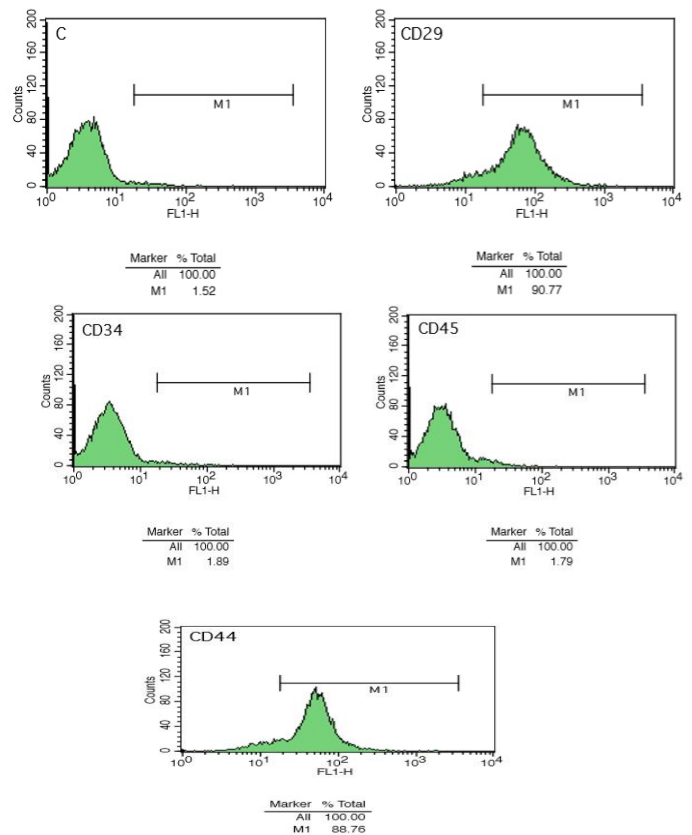 C
200
160
120
80
40
0
Counts
M1
10^0 10^1 10^2 10^3 10^4
FL1-H
Marker % Total
All 100.00
M1 1.52
CD29
200
160
120
80
40
0
Counts
M1
10^0 10^1 10^2 10^3 10^4
FL1-H
Marker % Total
All 100.00
M1 90.77
CD34
200
160
120
80
40
0
Counts
M1
10^0 10^1 10^2 10^3 10^4
FL1-H
Marker % Total
All 100.00
M1 1.89
CD45
200
160
120
80
40
0
Counts
M1
10^0 10^1 10^2 10^3 10^4
FL1-H
Marker % Total
All 100.00
M1 1.79
CD44
200
160
120
80
40
0
Counts
M1
10^0 10^1 10^2 10^3 10^4
FL1-H
Marker % Total
All 100.00
M1 88.76